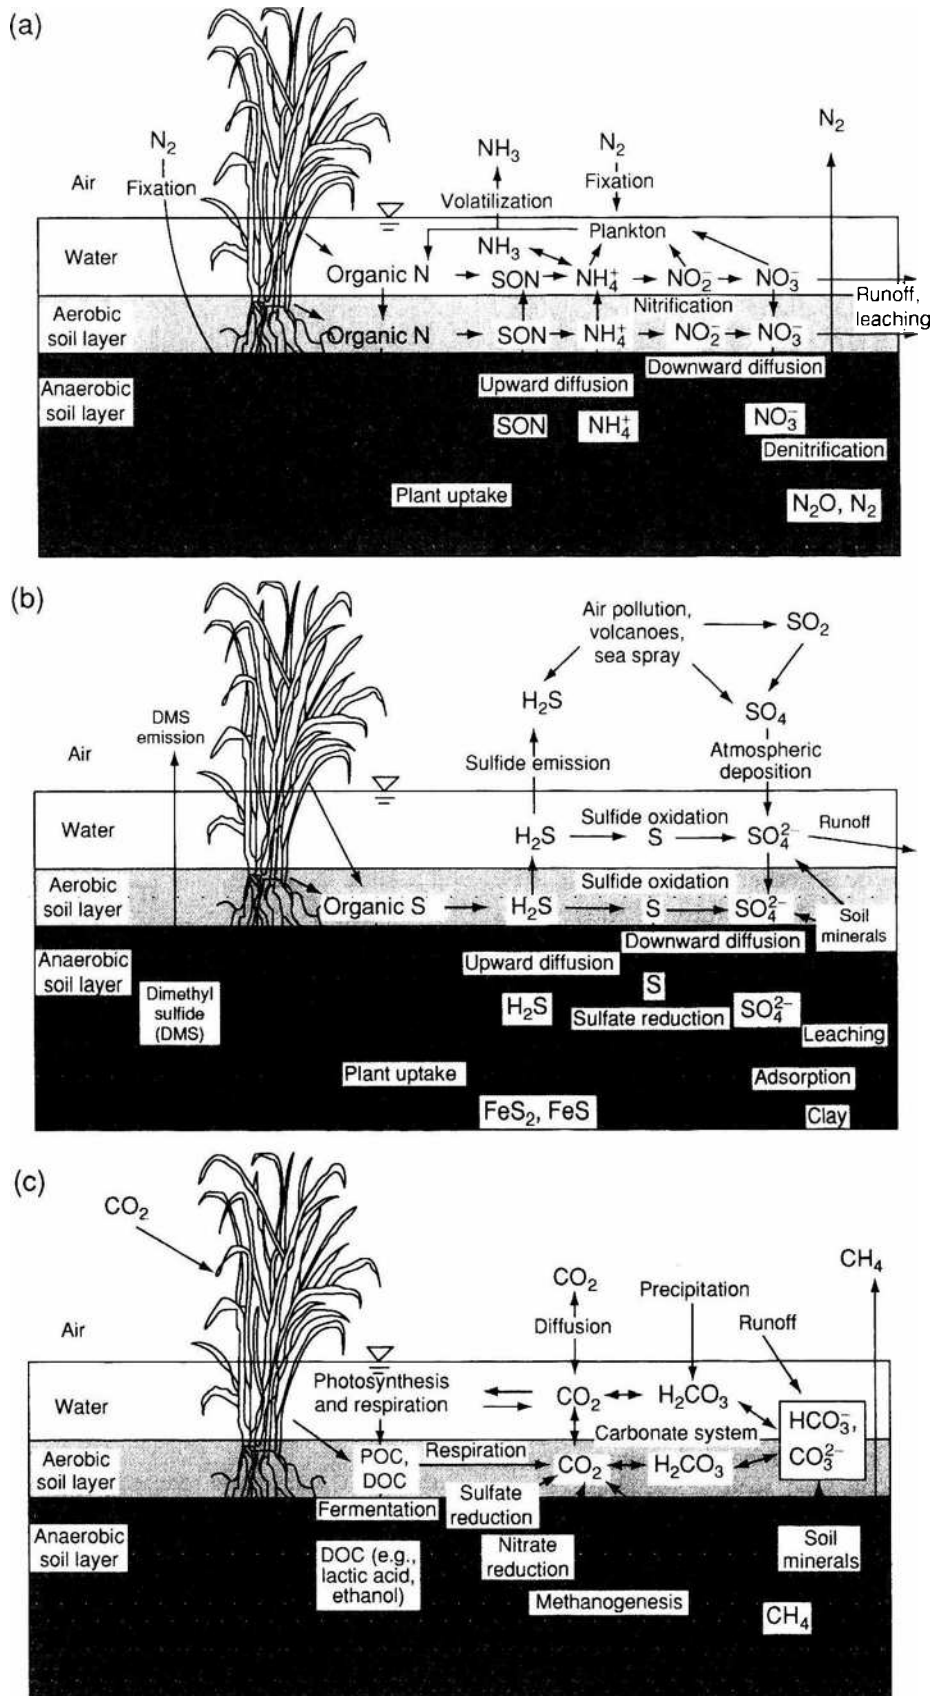 (a)
N₂
Fixation
Air
NH₃
Volatilization
N₂
Fixation
N₂
Water
NH₃
Plankton
Organic N
SON
NH₄⁺
NO₂⁻
NO₃⁻
Runoff,
leaching
Nitrification
Aerobic
soil layer
Organic N
SON
NH₄⁺
NO₂⁻
NO₃⁻
Anaerobic
soil layer
Upward diffusion
Downward diffusion
SON
NH₄⁺
NO₃⁻
Denitrification
Plant uptake
N₂O, N₂
(b)
Air pollution,
volcanoes,
sea spray
SO₂
H₂S
SO₄
DMS
emission
Air
Sulfide emission
Atmospheric
deposition
Water
Sulfide oxidation
H₂S
S
SO₄²⁻
Runoff
Aerobic
soil layer
Sulfide oxidation
Organic S
H₂S
S
SO₄²⁻
Soil
minerals
Anaerobic
soil layer
Upward diffusion
Downward diffusion
Dimethyl
sulfide
(DMS)
H₂S
S
Sulfate reduction
SO₄²⁻
Leaching
Plant uptake
Adsorption
FeS₂, FeS
Clay
(c)
CO₂
CO₂
Precipitation
CH₄
Air
Diffusion
Runoff
Water
Photosynthesis
and respiration
CO₂
H₂CO₃
HCO₃⁻,
CO₃²⁻
Carbonate system
Aerobic
soil layer
POC,
DOC
Respiration
CO₂
H₂CO₃
Fermentation
Sulfate
reduction
Anaerobic
soil layer
DOC (e.g.,
lactic acid,
ethanol)
Nitrate
reduction
Soil
minerals
Methanogenesis
CH₄